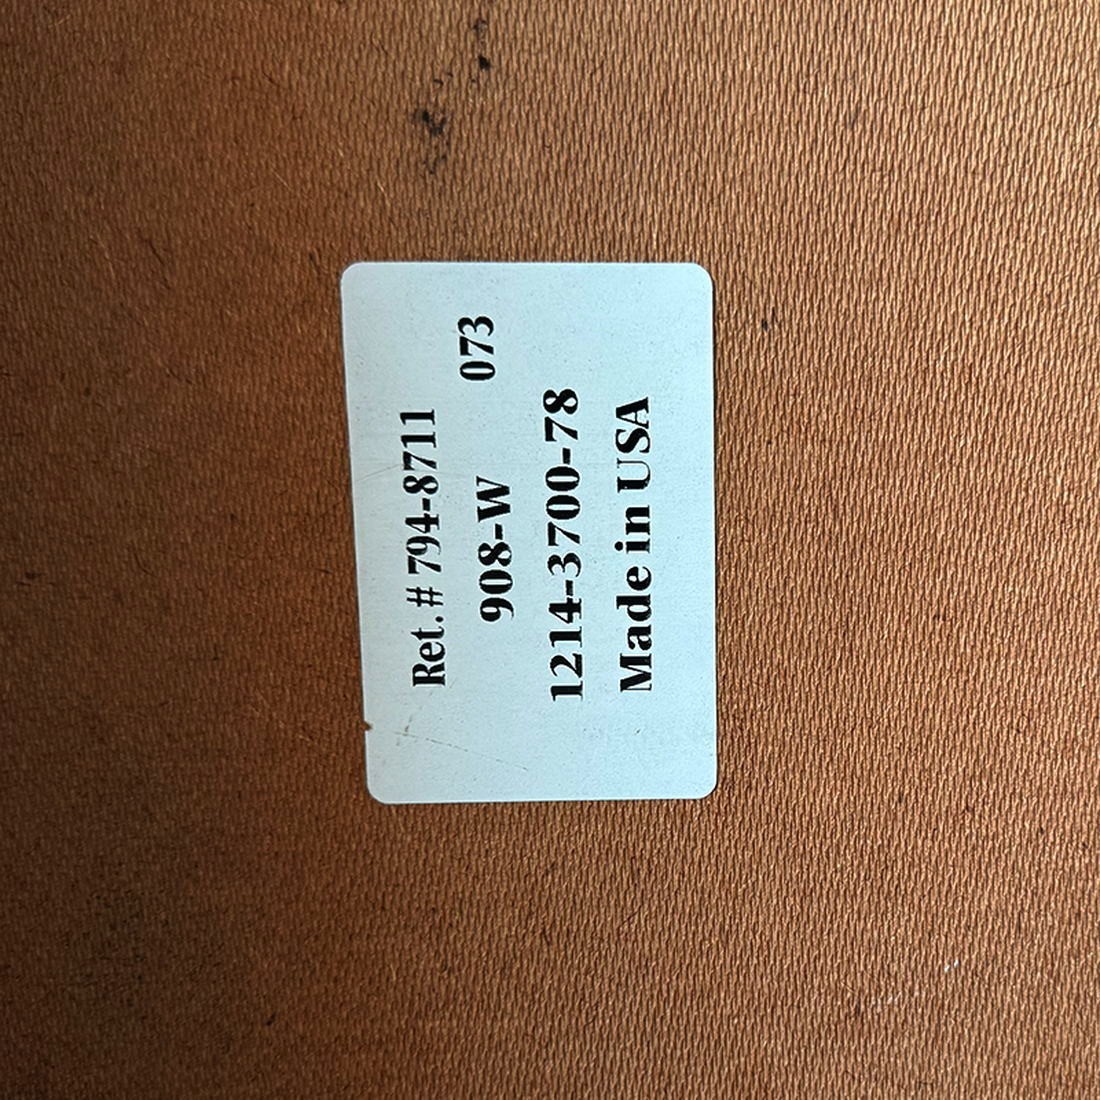 Ret.# 794-8711
908-W 073
1214-3700-78
Made in USA